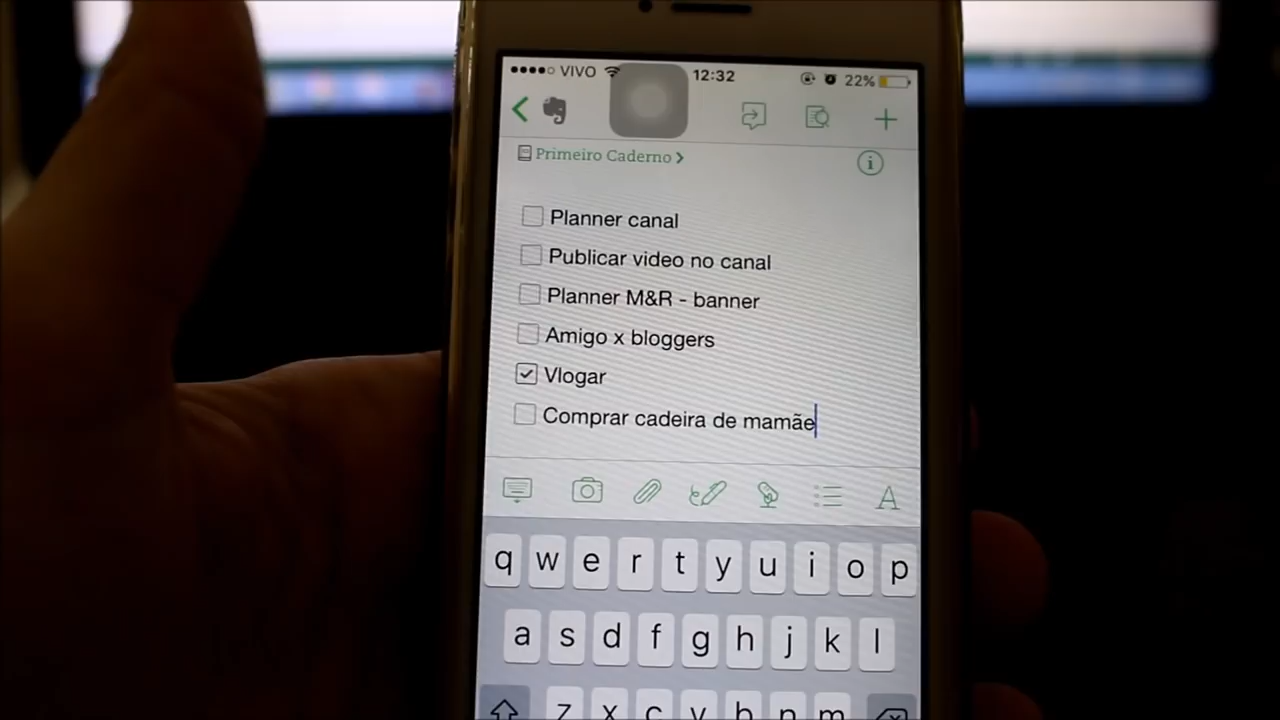 VIVO 12:32 22%
Primeiro Caderno
Planner canal
Publicar video no canal
Planner M&R - banner
Amigo x bloggers
Vlogar
Comprar cadeira de mamãe
A
q w e r t y u i o p
a s d f g h j k l
z x c v b n m